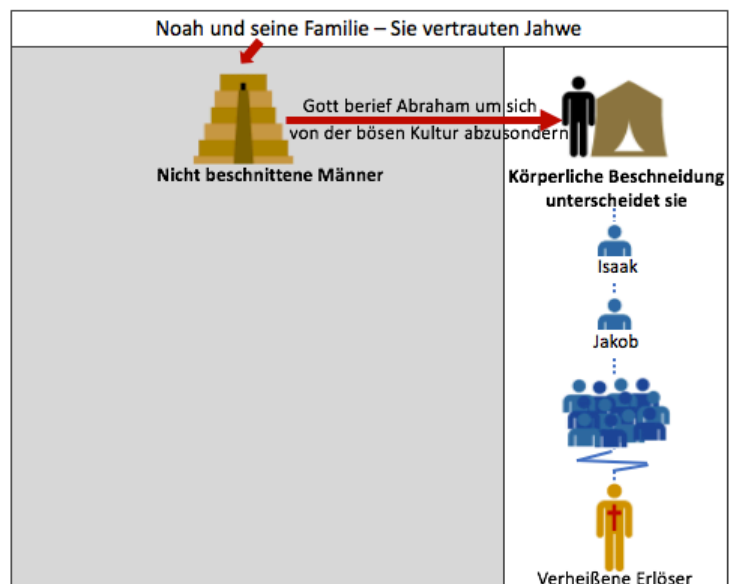 Noah und seine Familie – Sie vertrauten Jahwe
Gott berief Abraham um sich
von der bösen Kultur abzusondern
Nicht beschnittene Männer
Körperliche Beschneidung
unterscheidet sie
Isaak
Jakob
Verheißene Erlöser